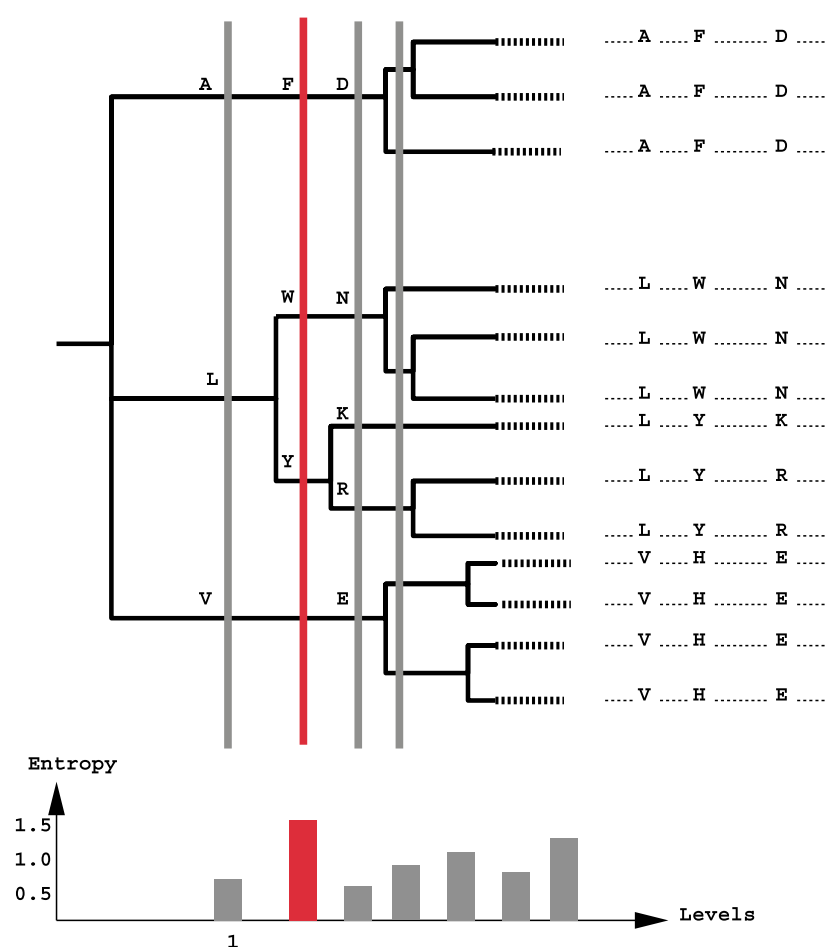 ..... A ..... F ......... D .....
A F D
..... A ..... F ......... D .....
..... A ..... F ......... D .....
..... L ..... W ......... N .....
W N
..... L ..... W ......... N .....
L
..... L ..... W ......... N .....
K
..... L ..... Y ......... K .....
Y
..... L ..... Y ......... R .....
R
..... L ..... Y ......... R .....
..... V ..... H ......... E .....
V E
..... V ..... H ......... E .....
..... V ..... H ......... E .....
..... V ..... H ......... E .....
Entropy
1.5
1.0
0.5
Levels
1